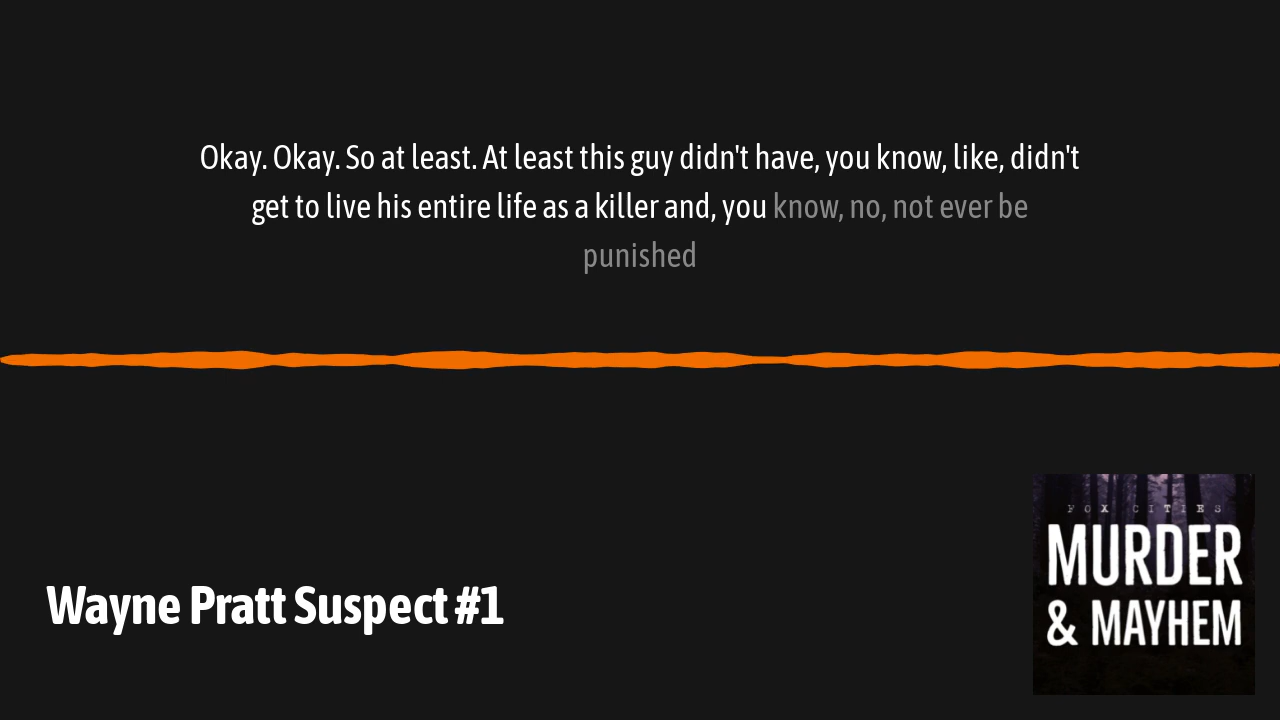 Okay. Okay. So at least. At least this guy didn't have, you know, like, didn't
get to live his entire life as a killer and, you know, no, not ever be
punished
FOX CITIES
MURDER
& MAYHEM
Wayne Pratt Suspect #1